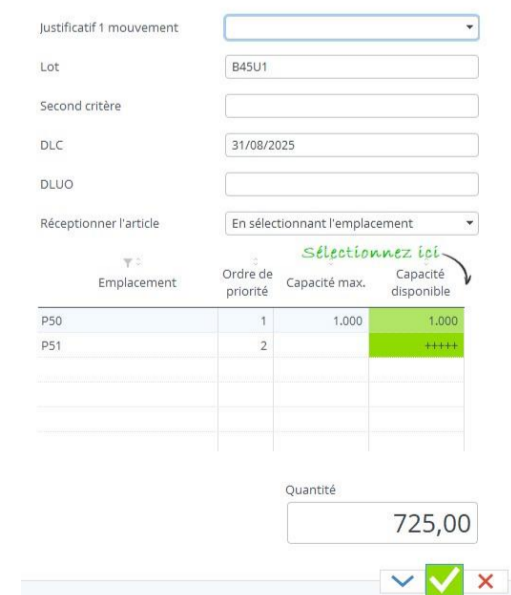 Justificatif 1 mouvement
Lot B45U1
Second critère
DLC 31/08/2025
DLUO
Réceptionner l'article En sélectionnant l'emplacement
Sélectionnez içi
Emplacement Ordre de priorité Capacité max. Capacité disponible
P50 1 1.000 1.000
P51 2 +++++
Quantité
725,00